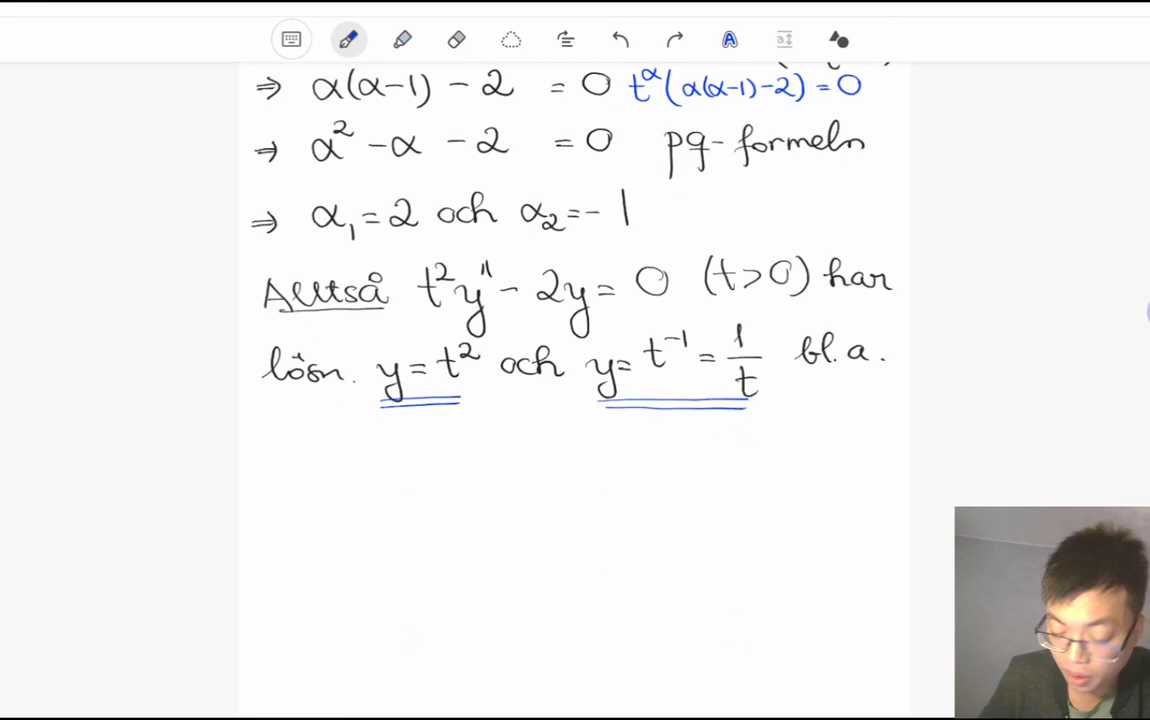 ⇒ α(α-1) - 2 = 0 t^α(α(α-1)-2) = 0
⇒ α² - α - 2 = 0 pq-formeln
⇒ α₁ = 2 och α₂ = -1
Alltså t²y" - 2y = 0 (t>0) har
lösn. y = t² och y = t⁻¹ = 1/t bl.a.